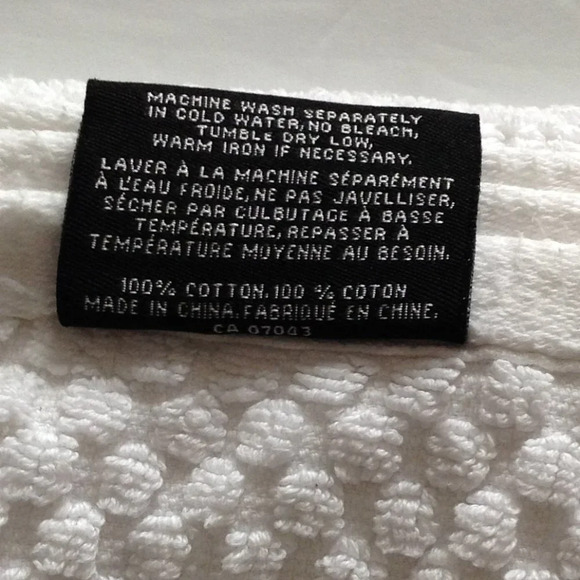 MACHINE WASH SEPARATELY
IN COLD WATER, NO BLEACH,
TUMBLE DRY LOW,
WARM IRON IF NECESSARY.
LAVER À LA MACHINE SÉPARÉMENT
À L'EAU FROIDE, NE PAS JAVELLISER,
SÉCHER PAR CULBUTAGE À BASSE
TEMPÉRATURE, REPASSER À
TEMPÉRATURE MOYENNE AU BESOIN.
100% COTTON. 100 % COTON
MADE IN CHINA. FABRIQUÉ EN CHINE.
CA 07043